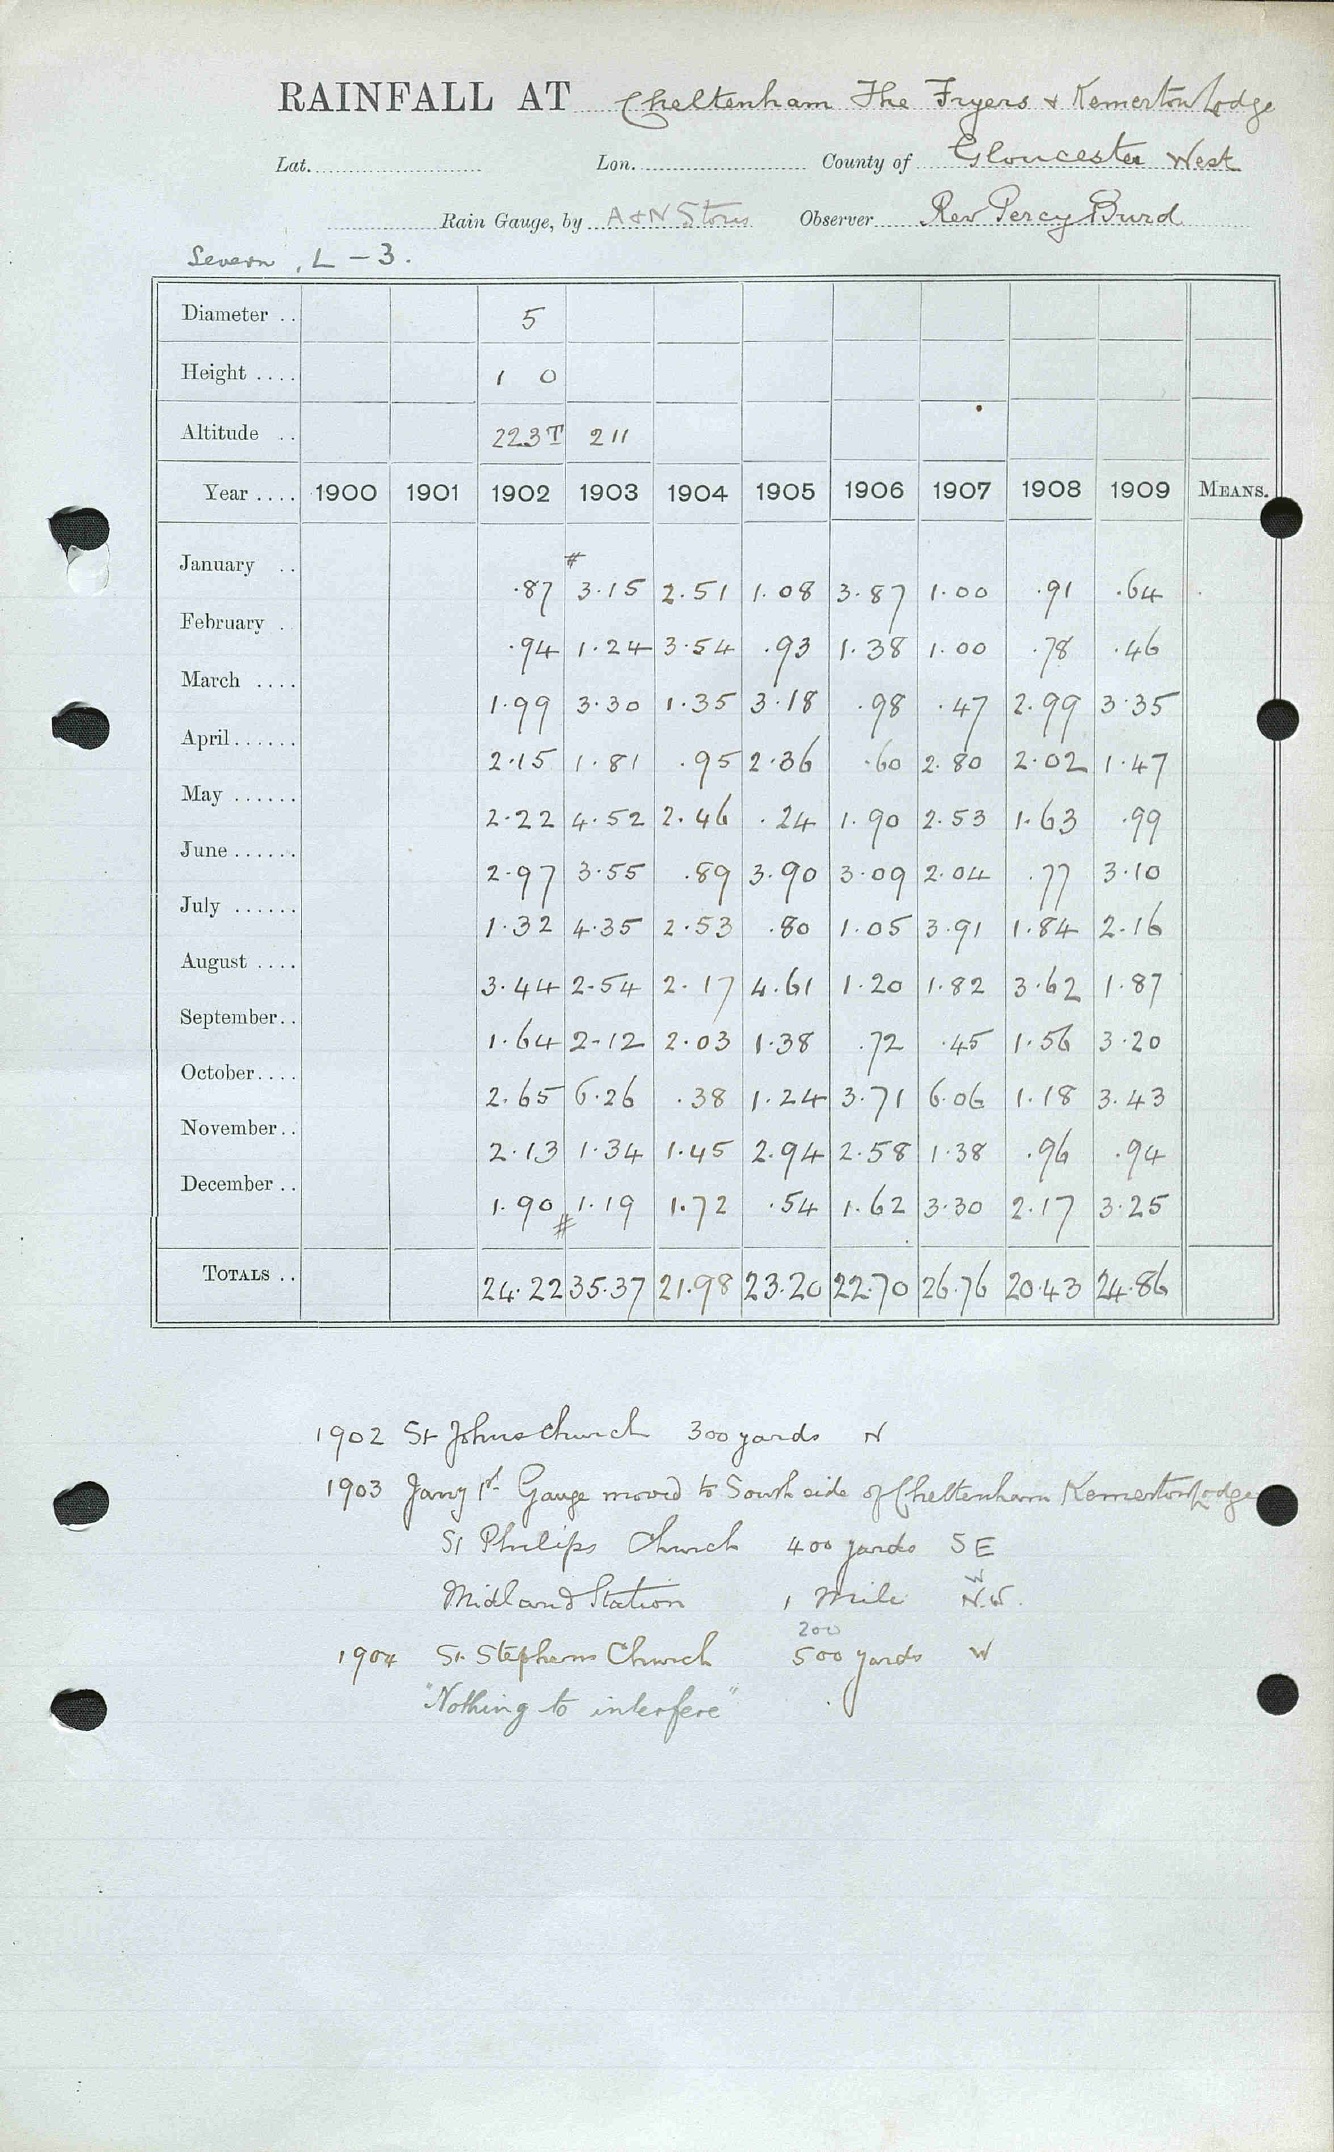 RAINFALL AT Cheltenham The Fryers & Kemerton Lodge
Lat. Lon. County of Gloucester West
Rain Gauge, by A & N Stores Observer Rev Percy Burd
Severn, L – 3.
Diameter .. 5
Height .... 1 0
Altitude .. 223T 211
Year .... 1900 1901 1902 1903 1904 1905 1906 1907 1908 1909 MEANS.
#
January .. .87 3.15 2.51 1.08 3.87 1.00 .91 .64
February . .94 1.24 3.54 .93 1.38 1.00 .78 .46
March .... 1.99 3.30 1.35 3.18 .98 .47 2.99 3.35
April...... 2.15 1.81 .95 2.36 .60 2.80 2.02 1.47
May ...... 2.22 4.52 2.46 .24 1.90 2.53 1.63 .99
June...... 2.97 3.55 .89 3.90 3.09 2.04 .77 3.10
July ...... 1.32 4.35 2.53 .80 1.05 3.91 1.84 2.16
August .... 3.44 2.54 2.17 4.61 1.20 1.82 3.62 1.87
September.. 1.64 2.12 2.03 1.38 .72 .45 1.56 3.20
October.... 2.65 6.26 .38 1.24 3.71 6.06 1.18 3.43
November.. 2.13 1.34 1.45 2.94 2.58 1.38 .96 .94
December .. 1.90 1.19 1.72 .54 1.62 3.30 2.17 3.25
#
TOTALS .. 24.22 35.37 21.98 23.20 22.70 26.76 20.43 24.86
1902 St Johns Church 300 yards N
1903 Jany 1st Gauge moved to South side of Cheltenham Kemerton Lodge
St Philips Church 400 yards SE
W
Midland Station 1 Mile N.W.
200
1904 St Stephens Church 500 yards W
"Nothing to interfere"